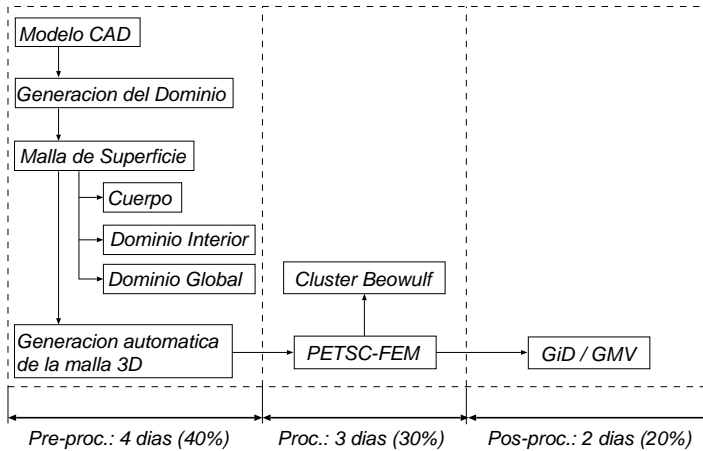 Modelo CAD
Generacion del Dominio
Malla de Superficie
Cuerpo
Dominio Interior
Dominio Global
Generacion automatica
de la malla 3D
Cluster Beowulf
PETSC-FEM
GiD / GMV
Pre-proc.: 4 dias (40%)
Proc.: 3 dias (30%)
Pos-proc.: 2 dias (20%)